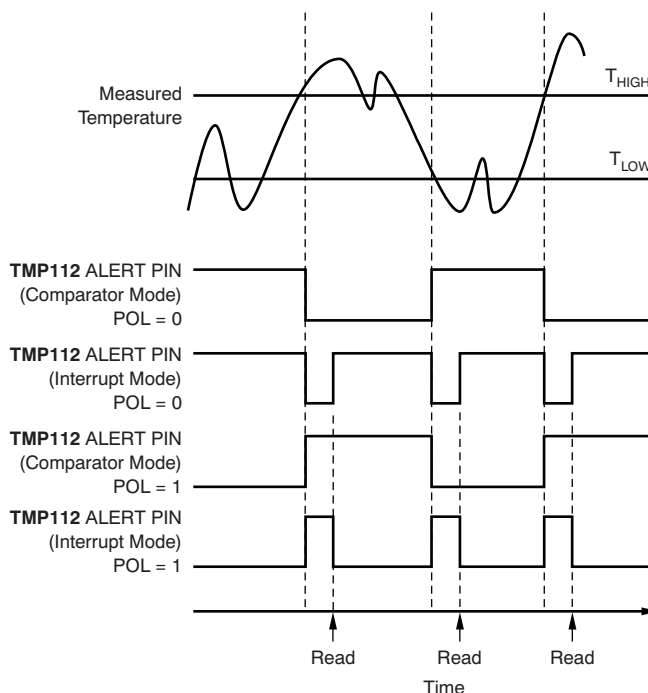 Measured
Temperature
THIGH
TLOW
TMP112 ALERT PIN
(Comparator Mode)
POL = 0
TMP112 ALERT PIN
(Interrupt Mode)
POL = 0
TMP112 ALERT PIN
(Comparator Mode)
POL = 1
TMP112 ALERT PIN
(Interrupt Mode)
POL = 1
Read Read Read
Time